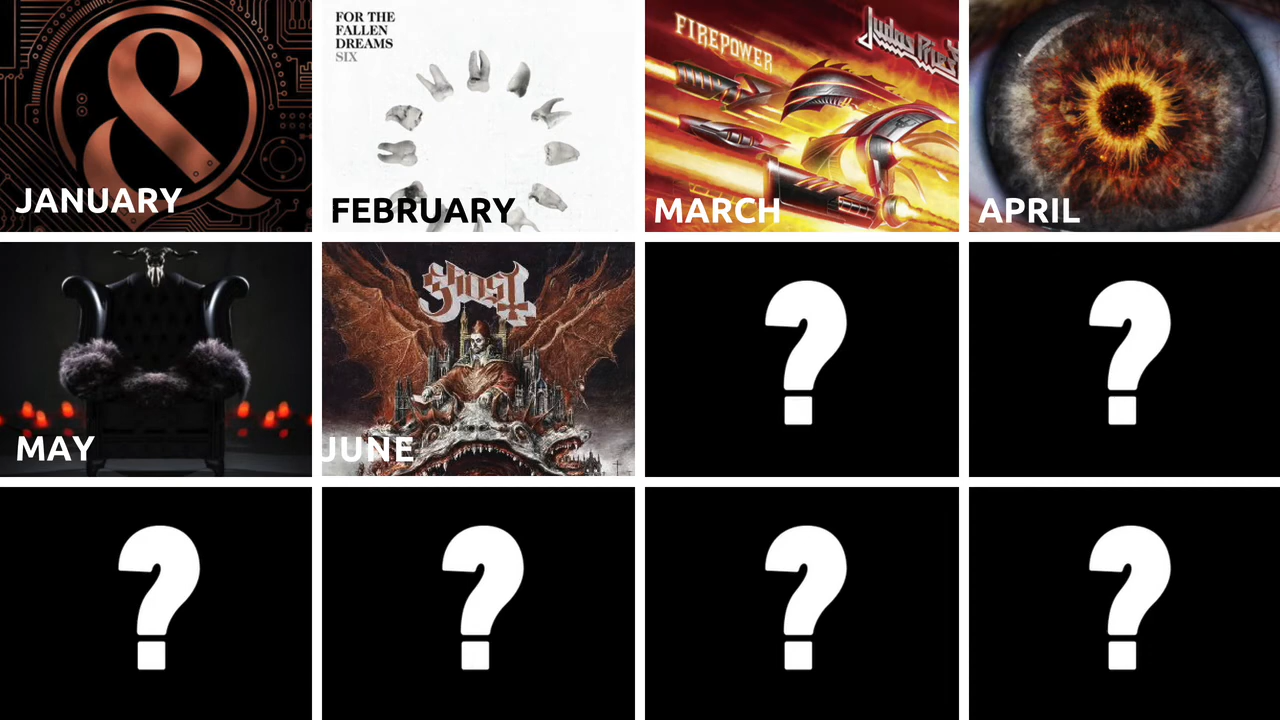 &
JANUARY
FOR THE
FALLEN
DREAMS
SIX
FEBRUARY
FIREPOWER
Judas Priest
MARCH
APRIL
MAY
Ghost
JUNE
?
?
?
?
?
?